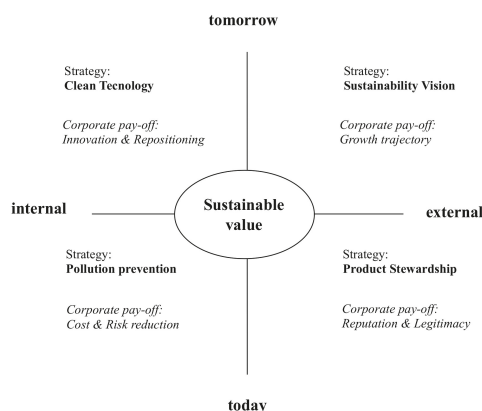 tomorrow
Strategy:
Clean Tecnology
Corporate pay-off:
Innovation & Repositioning
Strategy:
Sustainability Vision
Corporate pay-off:
Growth trajectory
internal
Sustainable
value
external
Strategy:
Pollution prevention
Corporate pay-off:
Cost & Risk reduction
Strategy:
Product Stewardship
Corporate pay-off:
Reputation & Legitimacy
today